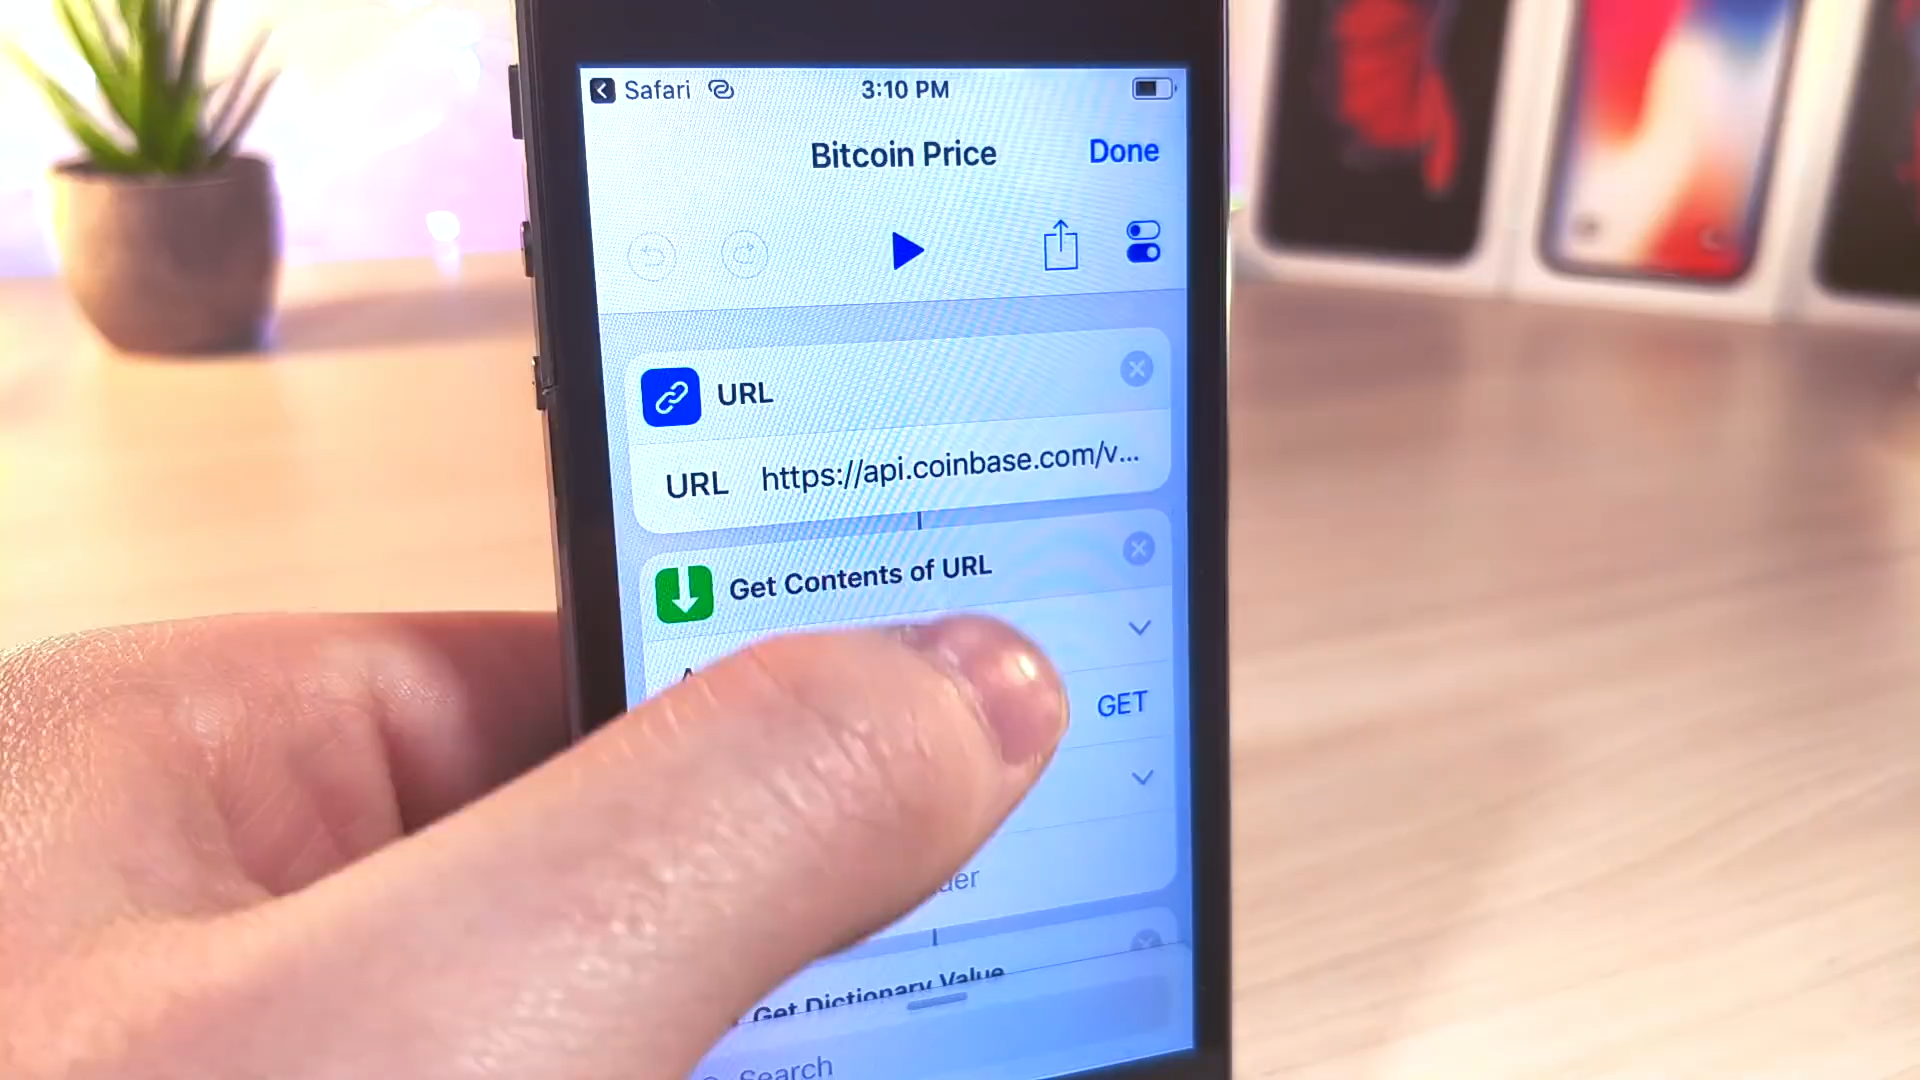 Safari
3:10 PM
Bitcoin Price
Done
URL
URL https://api.coinbase.com/v...
Get Contents of URL
GET
Get Dictionary Value
Search